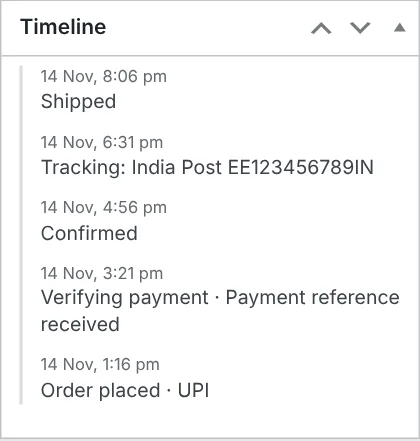 Timeline
14 Nov, 8:06 pm
Shipped
14 Nov, 6:31 pm
Tracking: India Post EE123456789IN
14 Nov, 4:56 pm
Confirmed
14 Nov, 3:21 pm
Verifying payment · Payment reference
received
14 Nov, 1:16 pm
Order placed · UPI